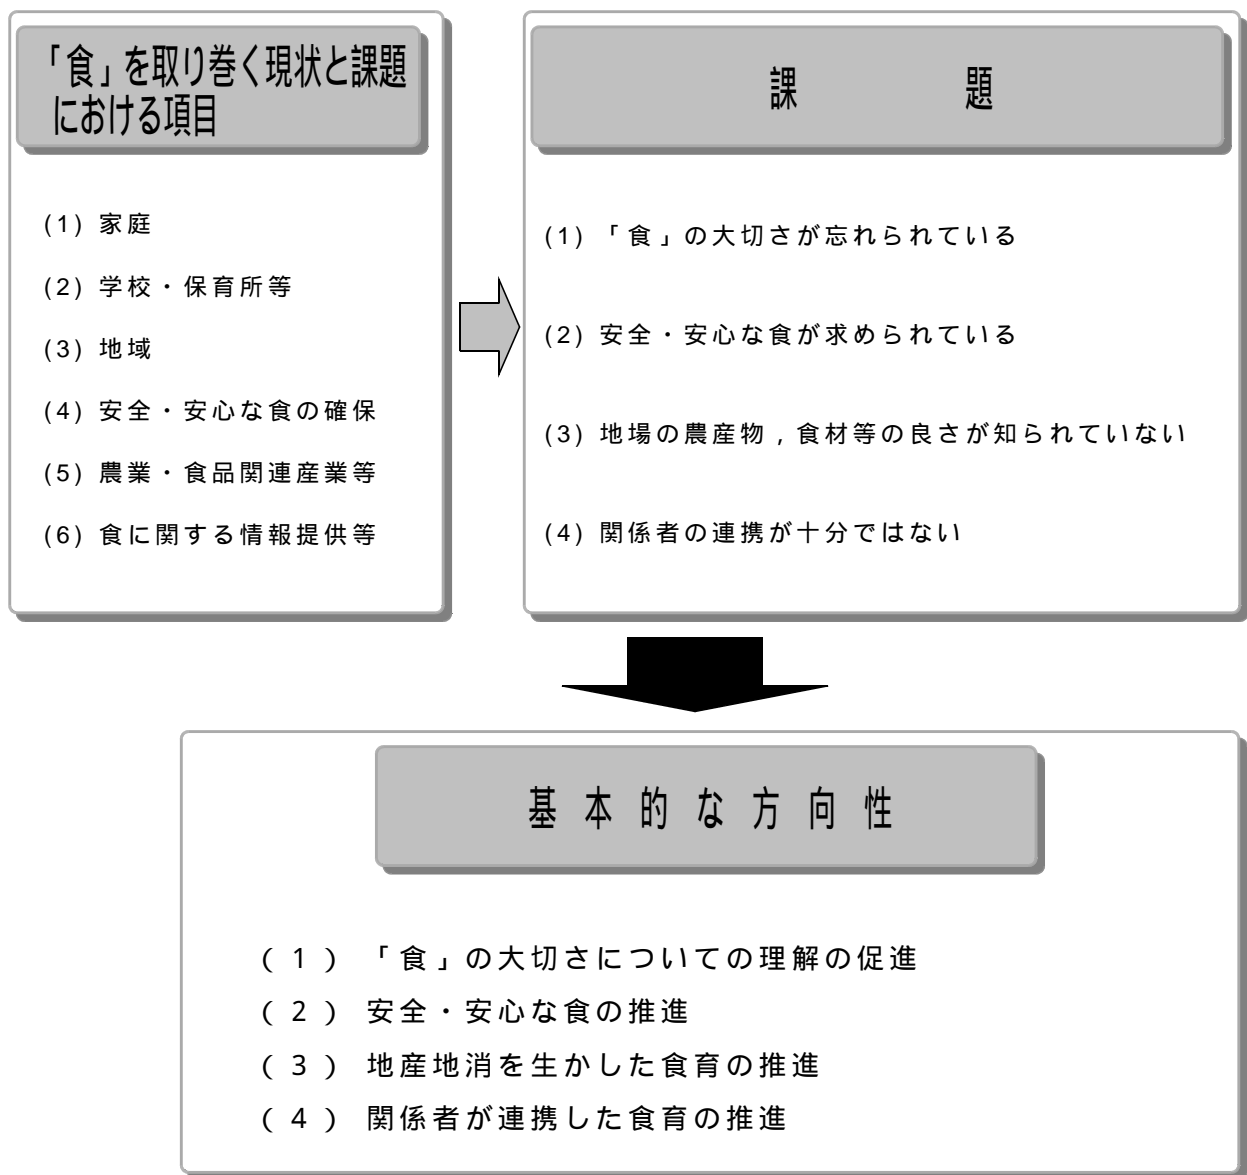 「食」を取り巻く現状と課題
における項目
(1) 家庭
(2) 学校・保育所等
(3) 地域
(4) 安全・安心な食の確保
(5) 農業・食品関連産業等
(6) 食に関する情報提供等
課　　題
(1) 「食」の大切さが忘れられている
(2) 安全・安心な食が求められている
(3) 地場の農産物，食材等の良さが知られていない
(4) 関係者の連携が十分ではない
基本的な方向性
（１） 「食」の大切さについての理解の促進
（２） 安全・安心な食の推進
（３） 地産地消を生かした食育の推進
（４） 関係者が連携した食育の推進